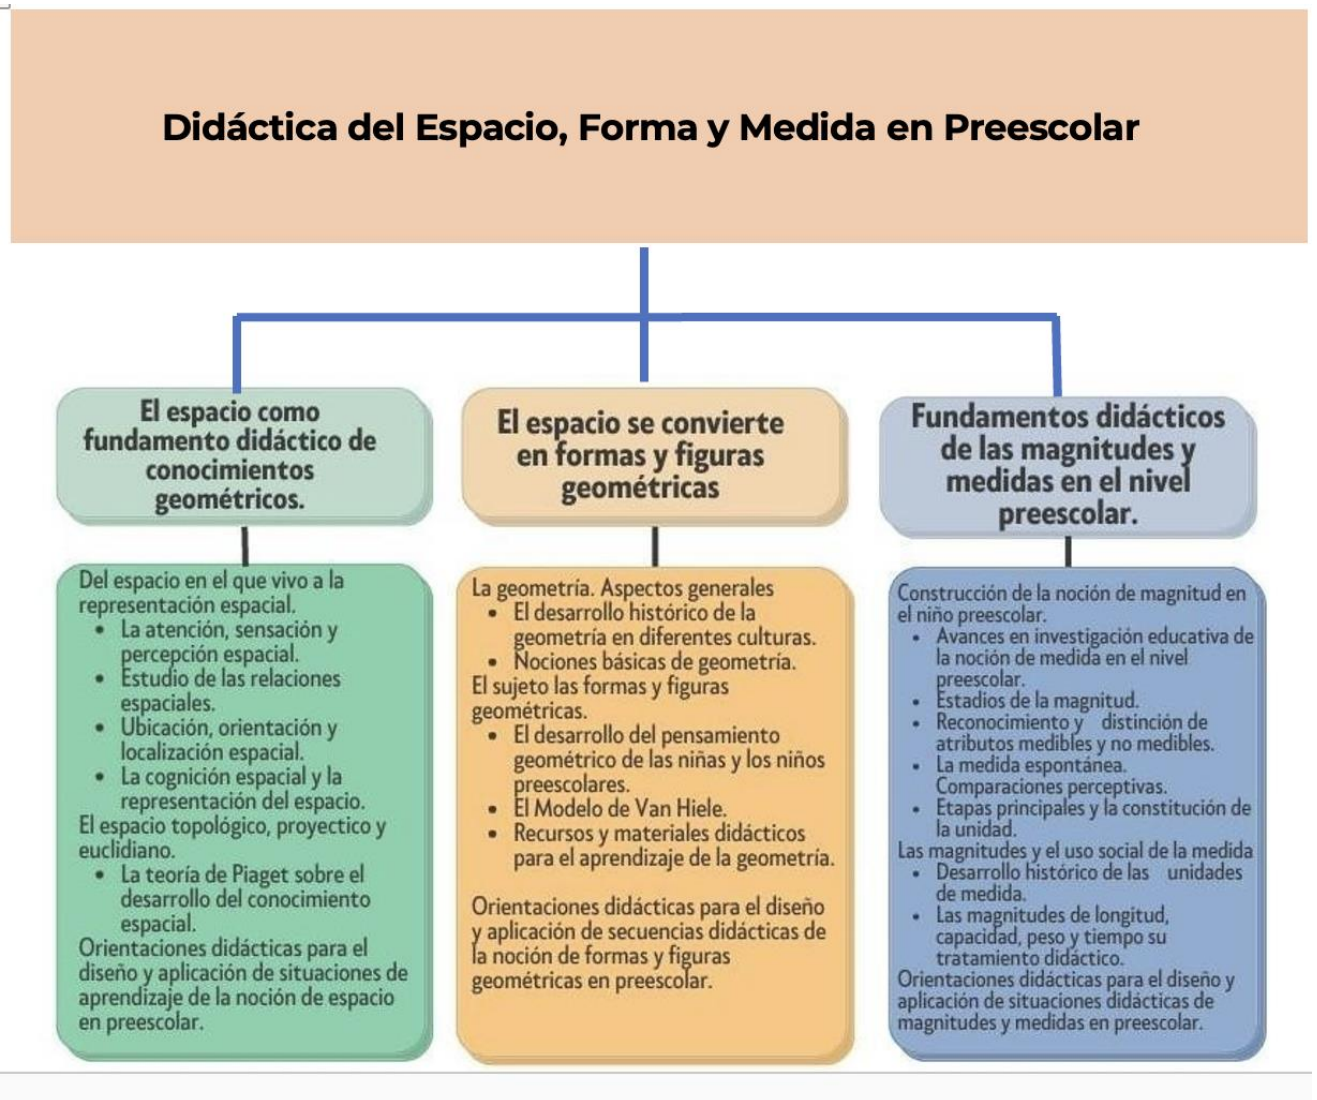 Didáctica del Espacio, Forma y Medida en Preescolar
El espacio como
fundamento didáctico de
conocimientos
geométricos.
Del espacio en el que vivo a la
representación espacial.
• La atención, sensación y
percepción espacial.
• Estudio de las relaciones
espaciales.
• Ubicación, orientación y
localización espacial.
• La cognición espacial y la
representación del espacio.
El espacio topológico, proyectico y
euclidiano.
• La teoría de Piaget sobre el
desarrollo del conocimiento
espacial.
Orientaciones didácticas para el
diseño y aplicación de situaciones de
aprendizaje de la noción de espacio
en preescolar.
El espacio se convierte
en formas y figuras
geométricas
La geometría. Aspectos generales
• El desarrollo histórico de la
geometría en diferentes culturas.
• Nociones básicas de geometría.
El sujeto las formas y figuras
geométricas.
• El desarrollo del pensamiento
geométrico de las niñas y los niños
preescolares.
• El Modelo de Van Hiele.
• Recursos y materiales didácticos
para el aprendizaje de la geometría.
Orientaciones didácticas para el diseño
y aplicación de secuencias didácticas de
la noción de formas y figuras
geométricas en preescolar.
Fundamentos didácticos
de las magnitudes y
medidas en el nivel
preescolar.
Construcción de la noción de magnitud en
el niño preescolar.
• Avances en investigación educativa de
la noción de medida en el nivel
preescolar.
• Estadios de la magnitud.
• Reconocimiento y distinción de
atributos medibles y no medibles.
• La medida espontánea.
Comparaciones perceptivas.
• Etapas principales y la constitución de
la unidad.
Las magnitudes y el uso social de la medida
• Desarrollo histórico de las unidades
de medida.
• Las magnitudes de longitud,
capacidad, peso y tiempo su
tratamiento didáctico.
Orientaciones didácticas para el diseño y
aplicación de situaciones didácticas de
magnitudes y medidas en preescolar.